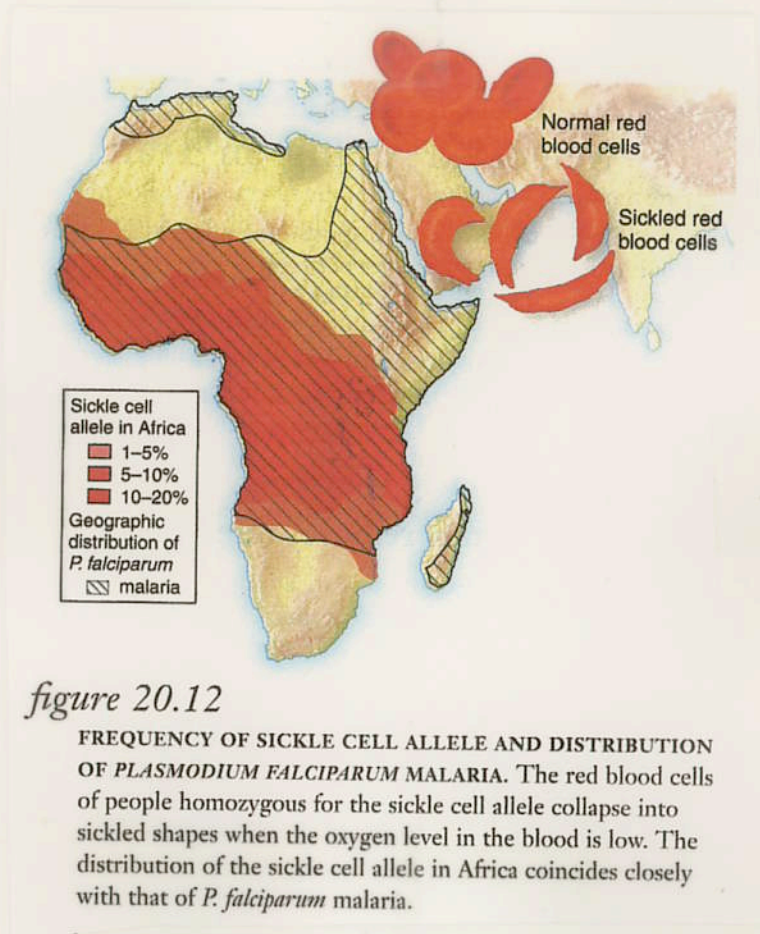 Normal red
blood cells
Sickled red
blood cells
Sickle cell
allele in Africa
1–5%
5–10%
10–20%
Geographic
distribution of
P. falciparum
malaria
figure 20.12
FREQUENCY OF SICKLE CELL ALLELE AND DISTRIBUTION
OF PLASMODIUM FALCIPARUM MALARIA. The red blood cells
of people homozygous for the sickle cell allele collapse into
sickled shapes when the oxygen level in the blood is low. The
distribution of the sickle cell allele in Africa coincides closely
with that of P. falciparum malaria.